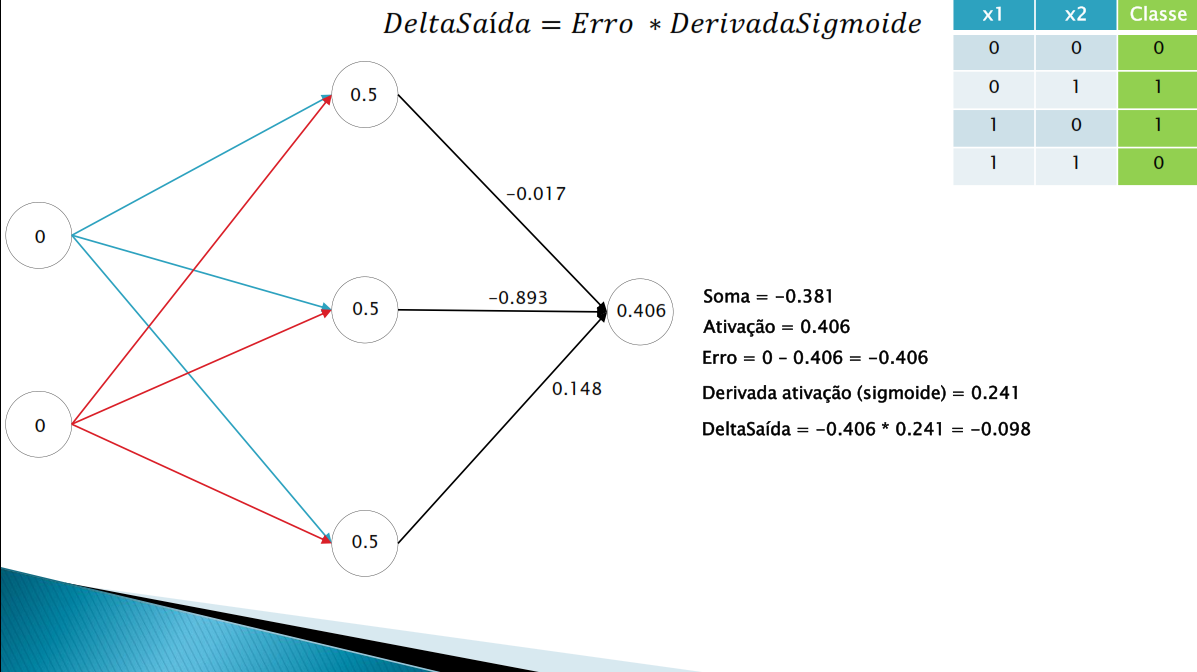 DeltaSaída = Erro * DerivadaSigmoide
x1 x2 Classe
0 0 0
0 1 1
1 0 1
1 1 0
0.5
−0.017
0
−0.893
0.5
0.406
0.148
0
0.5
Soma = −0.381
Ativação = 0.406
Erro = 0 – 0.406 = −0.406
Derivada ativação (sigmoide) = 0.241
DeltaSaída = −0.406 * 0.241 = −0.098